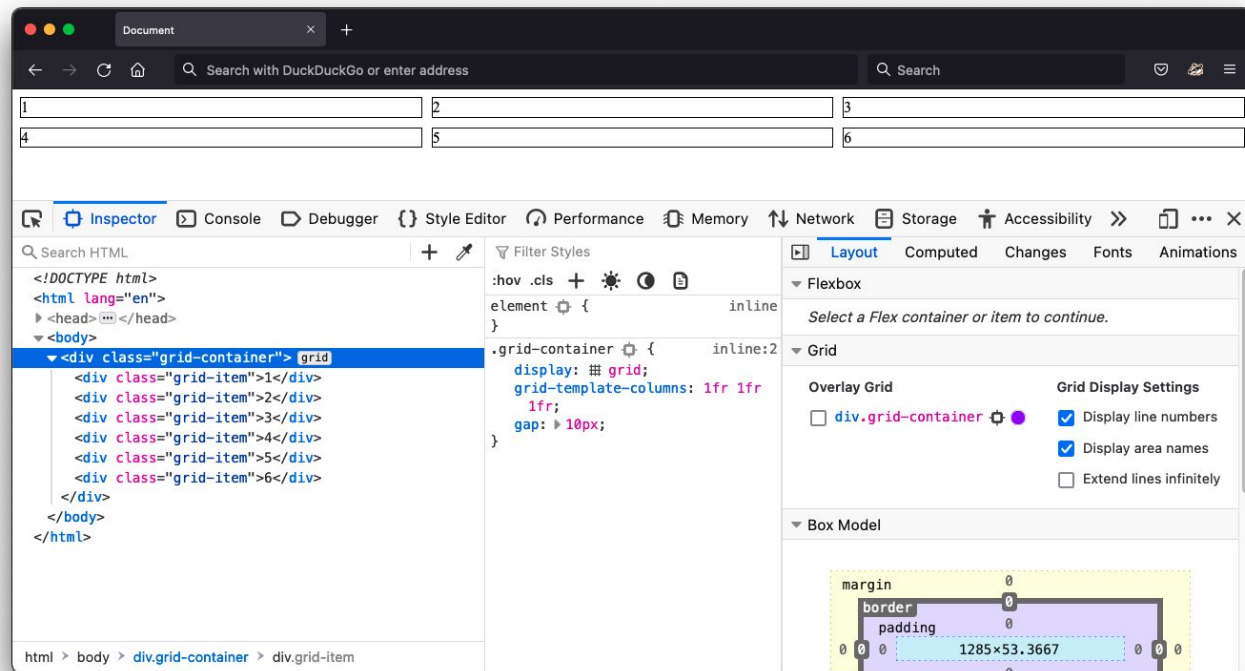 Document
Search with DuckDuckGo or enter address
Search
1
2
3
4
5
6
Inspector
Console
Debugger
Style Editor
Performance
Memory
Network
Storage
Accessibility
Search HTML
<!DOCTYPE html>
<html lang="en">
<head> ••• </head>
<body>
<div class="grid-container"> grid
<div class="grid-item">1</div>
<div class="grid-item">2</div>
<div class="grid-item">3</div>
<div class="grid-item">4</div>
<div class="grid-item">5</div>
<div class="grid-item">6</div>
</div>
</body>
</html>
html > body > div.grid-container > div.grid-item
Filter Styles
:hov .cls
element { inline
}
.grid-container { inline:2
display: grid;
grid-template-columns: 1fr 1fr
1fr;
gap: 10px;
}
Layout
Computed
Changes
Fonts
Animations
Flexbox
Select a Flex container or item to continue.
Grid
Overlay Grid
div.grid-container
Grid Display Settings
Display line numbers
Display area names
Extend lines infinitely
Box Model
margin 0
border 0
padding 0
0 0 0 1285×53.3667 0 0 0